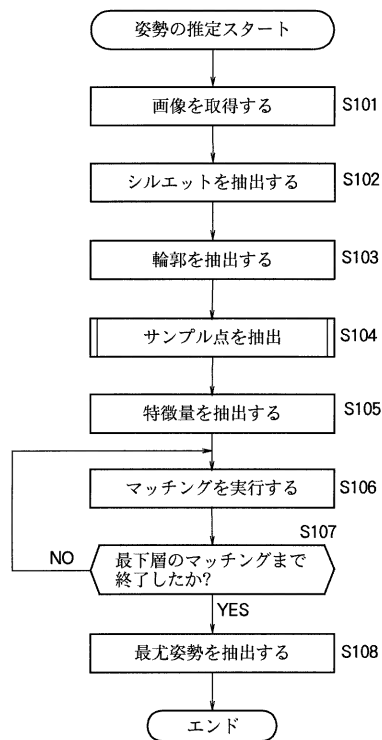 姿勢の推定スタート
画像を取得する
S101
シルエットを抽出する
S102
輪郭を抽出する
S103
サンプル点を抽出
S104
特徴量を抽出する
S105
マッチングを実行する
S106
S107
最下層のマッチングまで
終了したか?
NO
YES
最尤姿勢を抽出する
S108
エンド